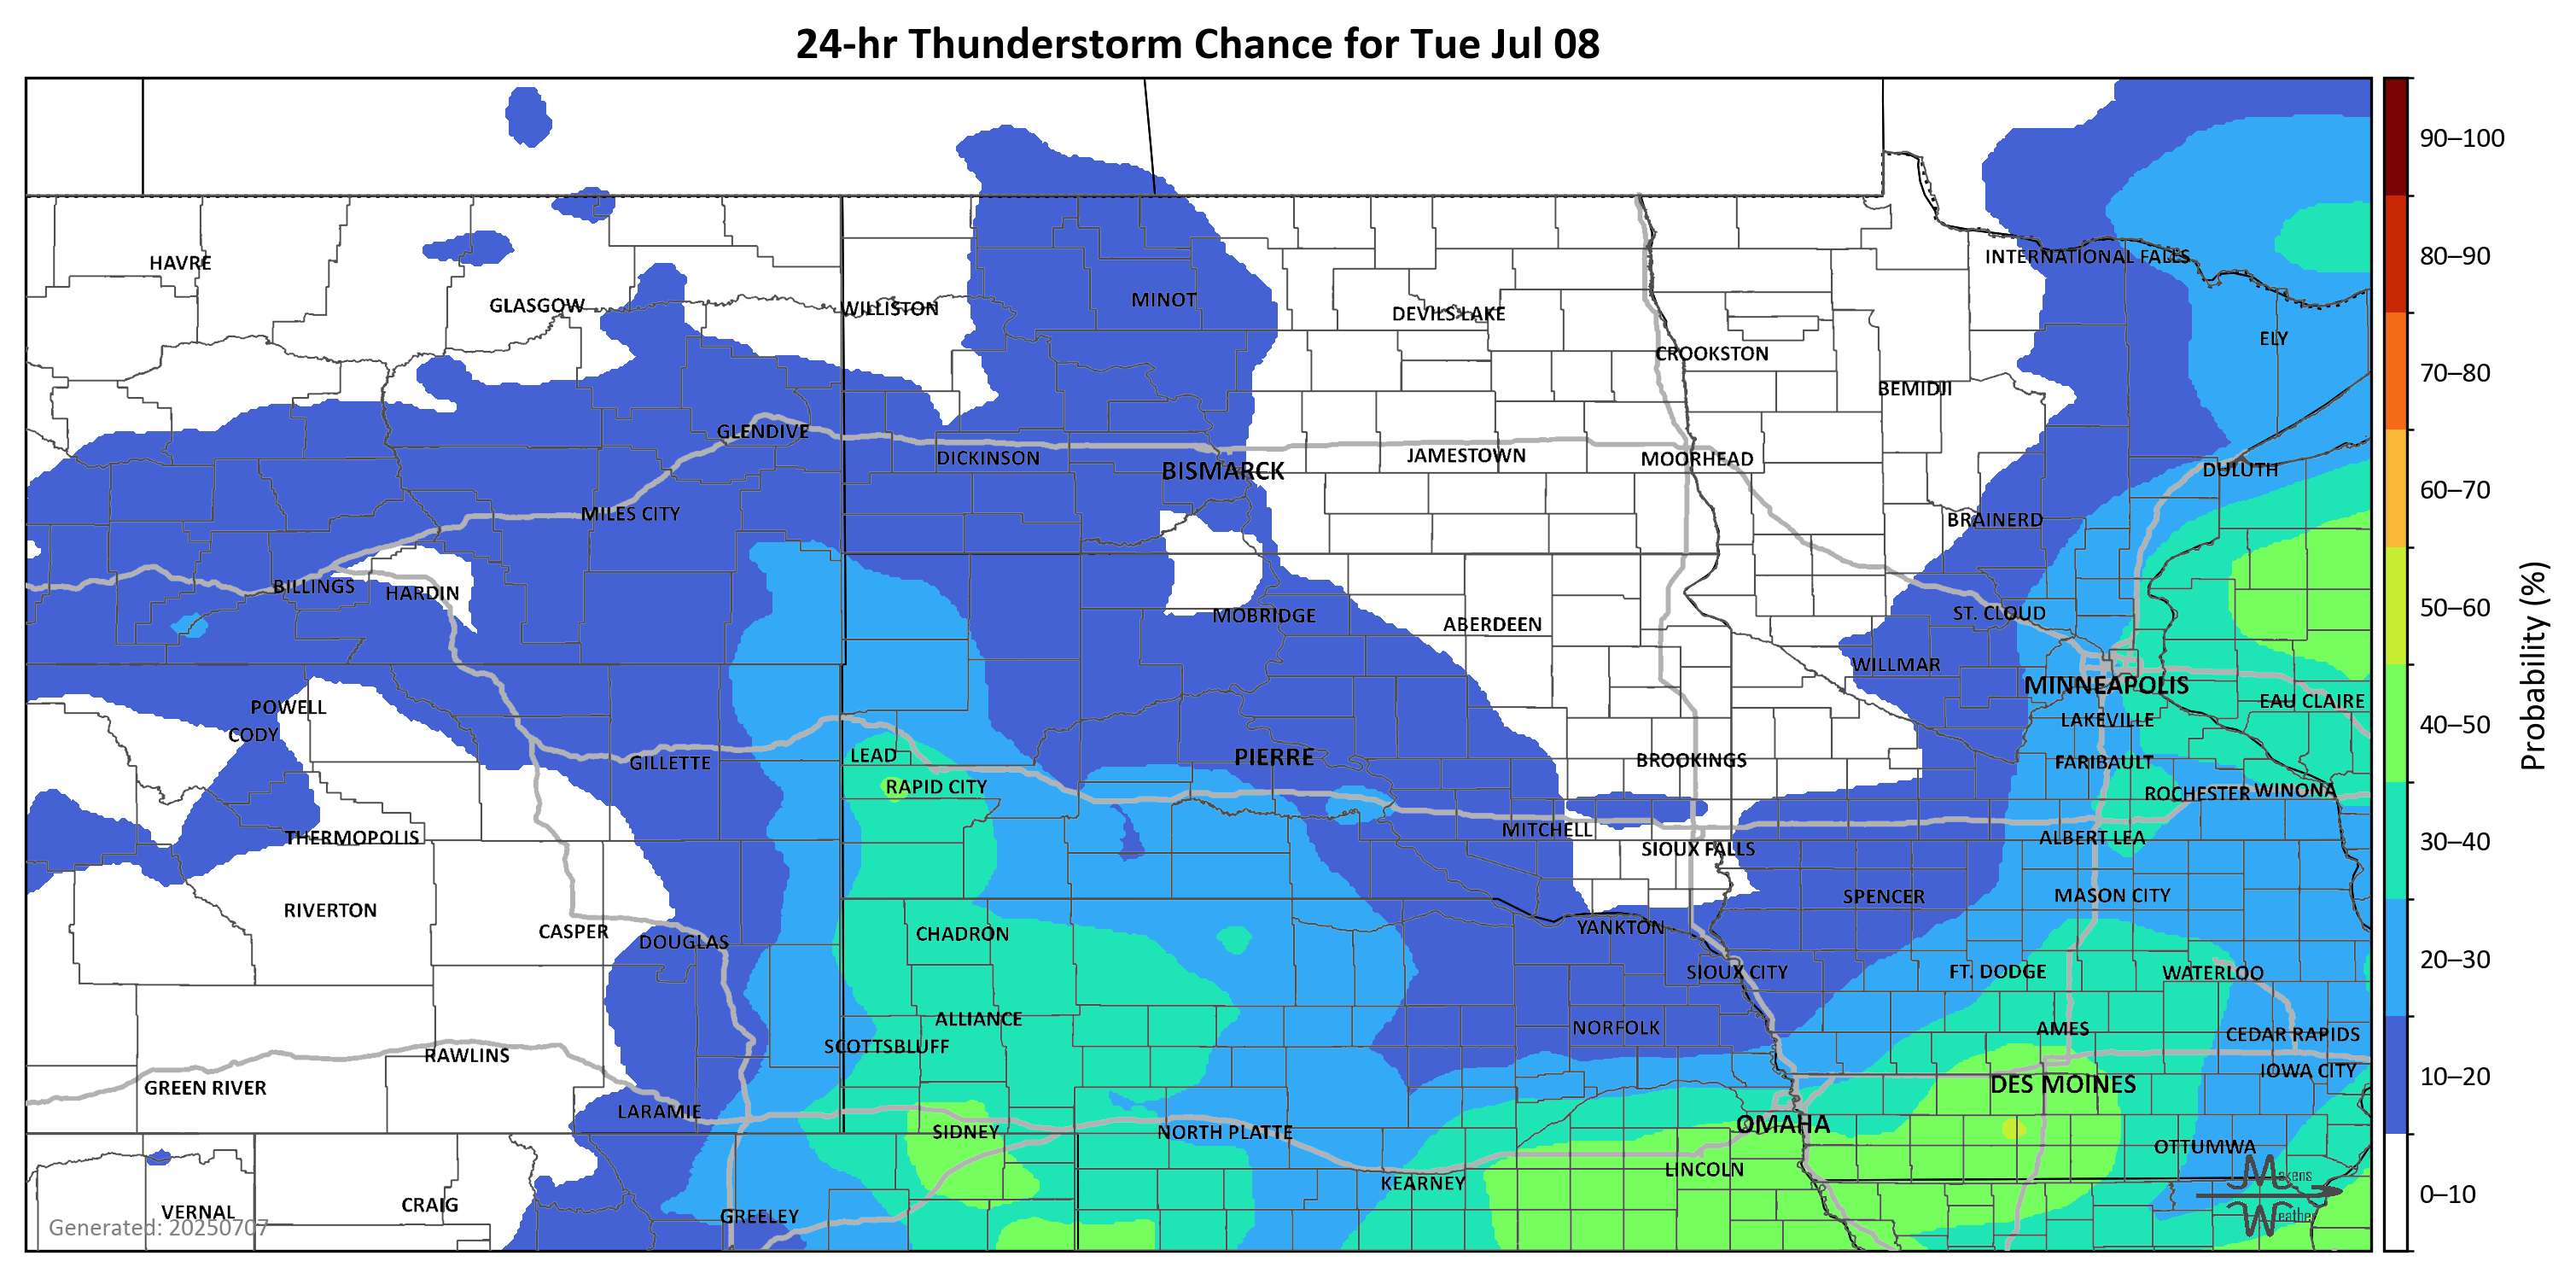 24-hr Thunderstorm Chance for Tue Jul 08
90–100
80–90
70–80
60–70
50–60
40–50
30–40
20–30
10–20
0–10
Probability (%)
HAVRE
GLASGOW
WILLISTON
MINOT
DEVILS LAKE
CROOKSTON
INTERNATIONAL FALLS
ELY
BEMIDJI
GLENDIVE
DICKINSON
BISMARCK
JAMESTOWN
MOORHEAD
DULUTH
MILES CITY
BRAINERD
BILLINGS
HARDIN
MOBRIDGE
ABERDEEN
ST. CLOUD
WILLMAR
MINNEAPOLIS
EAU CLAIRE
POWELL
CODY
LAKEVILLE
GILLETTE
LEAD
RAPID CITY
PIERRE
BROOKINGS
FARIBAULT
ROCHESTER
WINONA
THERMOPOLIS
MITCHELL
SIOUX FALLS
ALBERT LEA
RIVERTON
CASPER
DOUGLAS
CHADRON
YANKTON
SPENCER
MASON CITY
SIOUX CITY
FT. DODGE
WATERLOO
ALLIANCE
SCOTTSBLUFF
NORFOLK
AMES
CEDAR RAPIDS
RAWLINS
GREEN RIVER
DES MOINES
IOWA CITY
LARAMIE
SIDNEY
NORTH PLATTE
OMAHA
OTTUMWA
KEARNEY
LINCOLN
VERNAL
CRAIG
GREELEY
Generated: 20250707
Makens
Weather